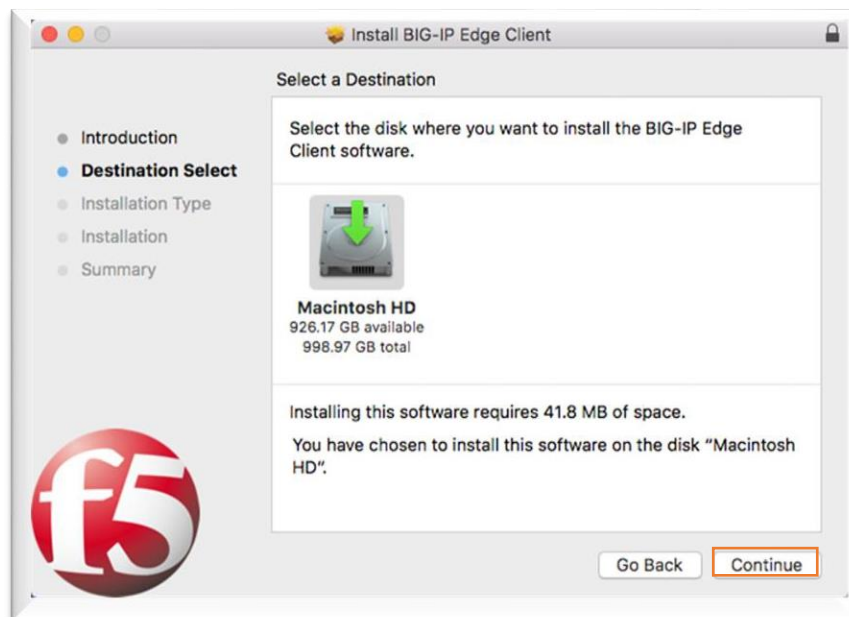 Install BIG-IP Edge Client
Select a Destination
Introduction
Destination Select
Installation Type
Installation
Summary
Select the disk where you want to install the BIG-IP Edge
Client software.
Macintosh HD
926.17 GB available
998.97 GB total
Installing this software requires 41.8 MB of space.
You have chosen to install this software on the disk “Macintosh
HD”.
f5
Go Back
Continue